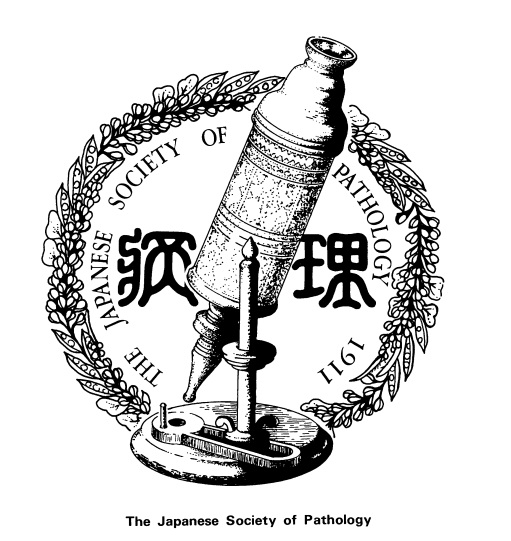 THE JAPANESE SOCIETY OF PATHOLOGY 1911
病理
The Japanese Society of Pathology